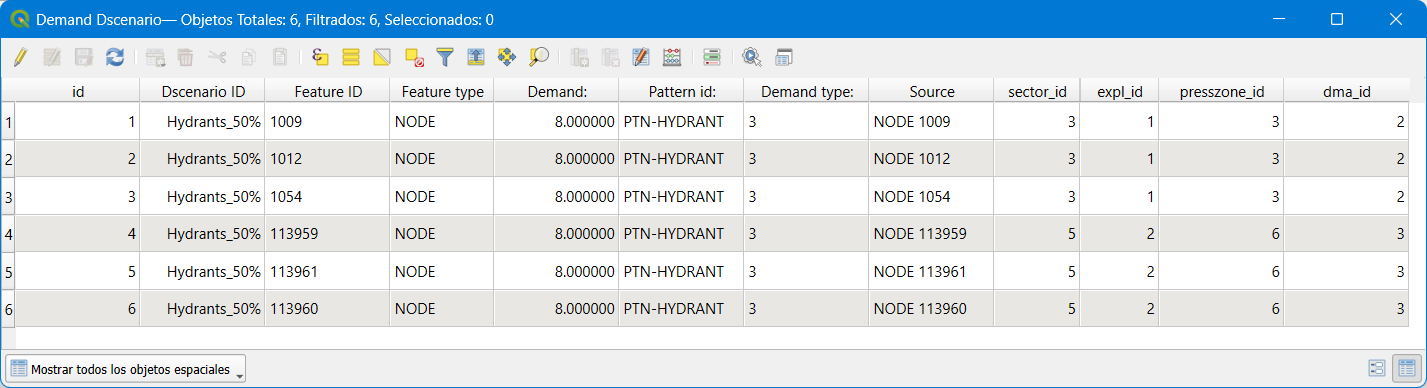 Demand Dscenario— Objetos Totales: 6, Filtrados: 6, Seleccionados: 0
id Dscenario ID Feature ID Feature type Demand: Pattern id: Demand type: Source sector_id expl_id presszone_id dma_id
1 1 Hydrants_50% 1009 NODE 8.000000 PTN-HYDRANT 3 NODE 1009 3 1 3 2
2 2 Hydrants_50% 1012 NODE 8.000000 PTN-HYDRANT 3 NODE 1012 3 1 3 2
3 3 Hydrants_50% 1054 NODE 8.000000 PTN-HYDRANT 3 NODE 1054 3 1 3 2
4 4 Hydrants_50% 113959 NODE 8.000000 PTN-HYDRANT 3 NODE 113959 5 2 6 3
5 5 Hydrants_50% 113961 NODE 8.000000 PTN-HYDRANT 3 NODE 113961 5 2 6 3
6 6 Hydrants_50% 113960 NODE 8.000000 PTN-HYDRANT 3 NODE 113960 5 2 6 3
Mostrar todos los objetos espaciales